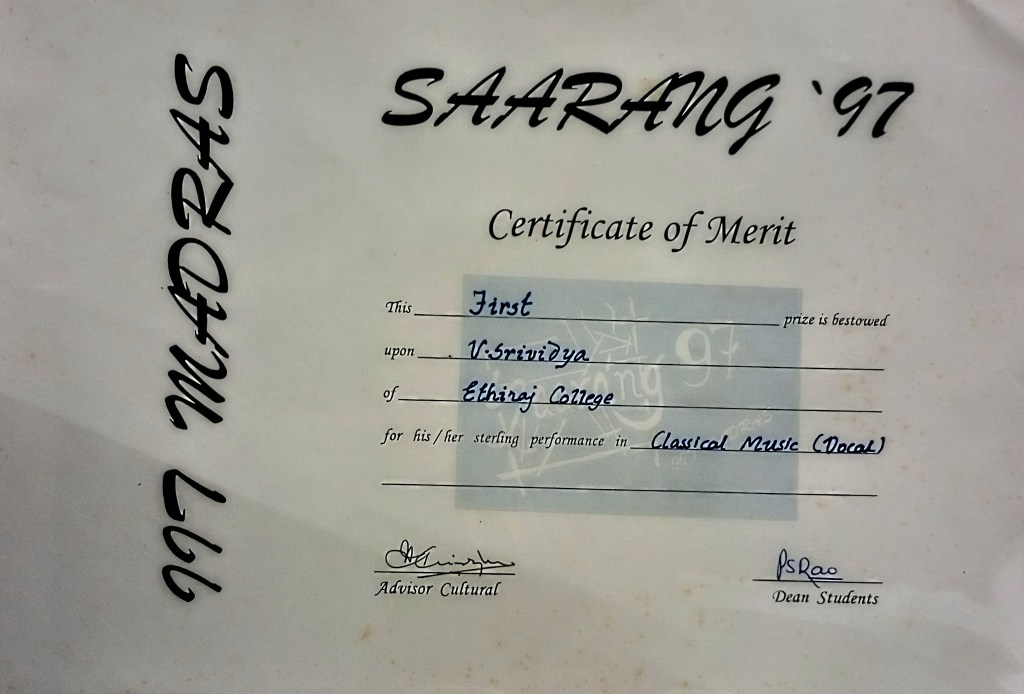 IIT MADRAS
SAARANG `97
Certificate of Merit
This First prize is bestowed
upon V. Srividya
of Ethiraj College
for his/her sterling performance in Classical Music (Vocal)
PSRao
Advisor Cultural
Dean Students